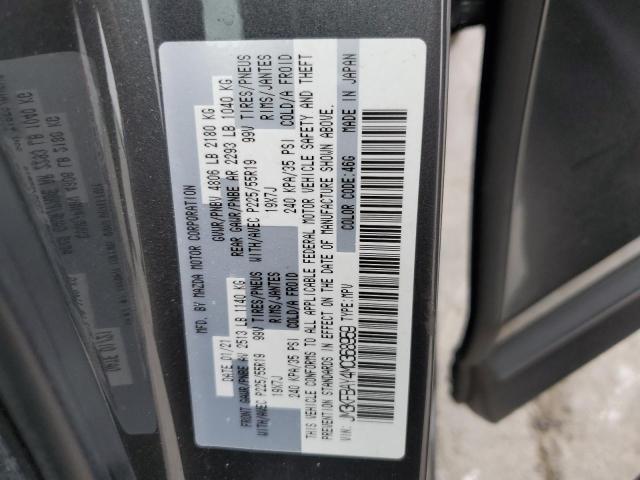 MFD. BY MAZDA MOTOR CORPORATION
DATE 01/21 GVWR/PNBV 4806 LB 2180 KG
FRONT GAWR/PNBE AV 2513 LB 1140 KG REAR GAWR/PNBE AR 2293 LB 1040 KG
WITH/AVEC P225/55R19 99V TIRES/PNEUS WITH/AVEC P225/55R19 99V TIRES/PNEUS
19X7J RIMS/JANTES 19X7J RIMS/JANTES
240 KPA/35 PSI COLD/A FROID 240 KPA/35 PSI COLD/A FROID
THIS VEHICLE CONFORMS TO ALL APPLICABLE FEDERAL MOTOR VEHICLE SAFETY AND THEFT
PREVENTION STANDARDS IN EFFECT ON THE DATE OF MANUFACTURE SHOWN ABOVE.
VIN: JM3KFBAY4M0368959 TYPE:MPV COLOR CODE:46G MADE IN JAPAN